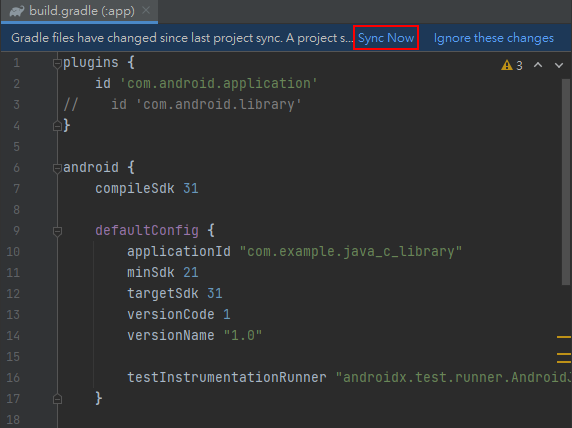 build.gradle (:app)
Gradle files have changed since last project sync. A project s... Sync Now Ignore these changes
1 plugins {
3
2 id 'com.android.application'
3 // id 'com.android.library'
4 }
5
6 android {
7 compileSdk 31
8
9 defaultConfig {
10 applicationId "com.example.java_c_library"
11 minSdk 21
12 targetSdk 31
13 versionCode 1
14 versionName "1.0"
15
16 testInstrumentationRunner "androidx.test.runner.AndroidJ
17 }
18